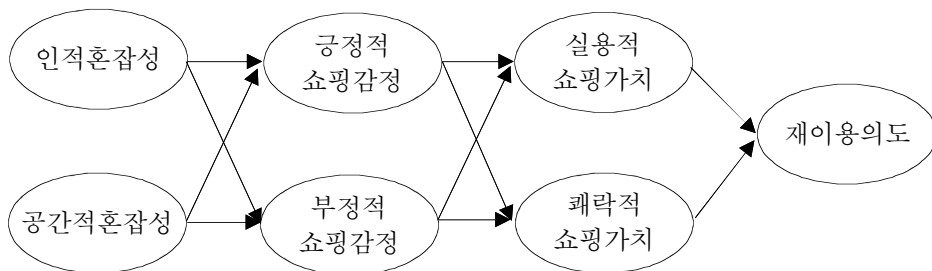 인적혼잡성
긍정적
쇼핑감정
실용적
쇼핑가치
재이용의도
공간적혼잡성
부정적
쇼핑감정
쾌락적
쇼핑가치